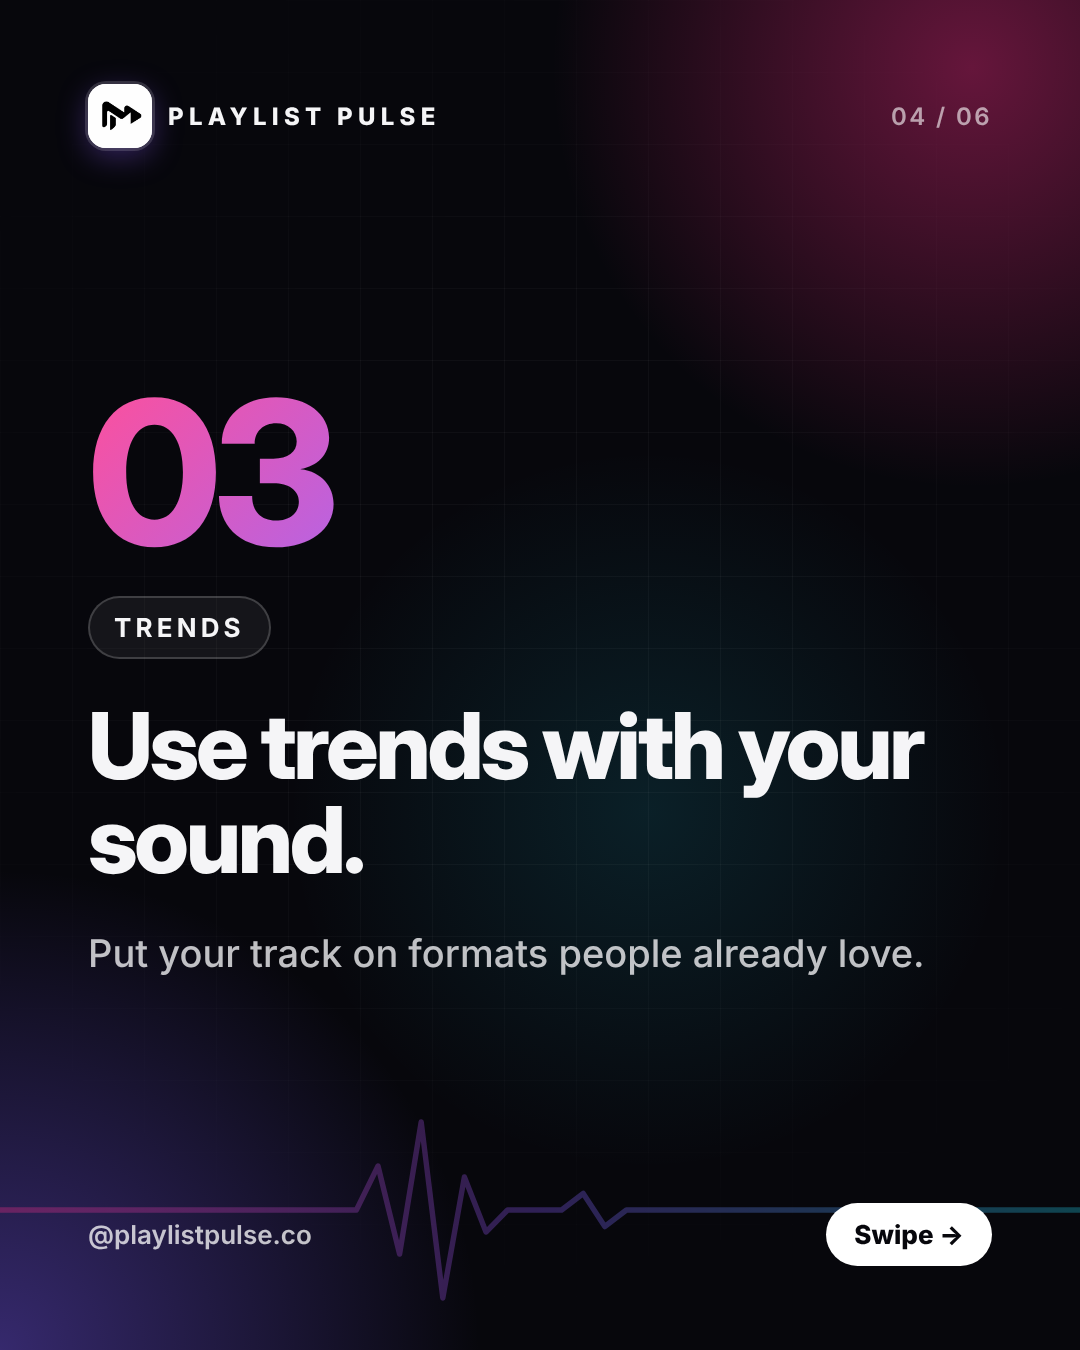 PLAYLIST PULSE
04 / 06
03
TRENDS
Use trends with your
sound.
Put your track on formats people already love.
@playlistpulse.co
Swipe →